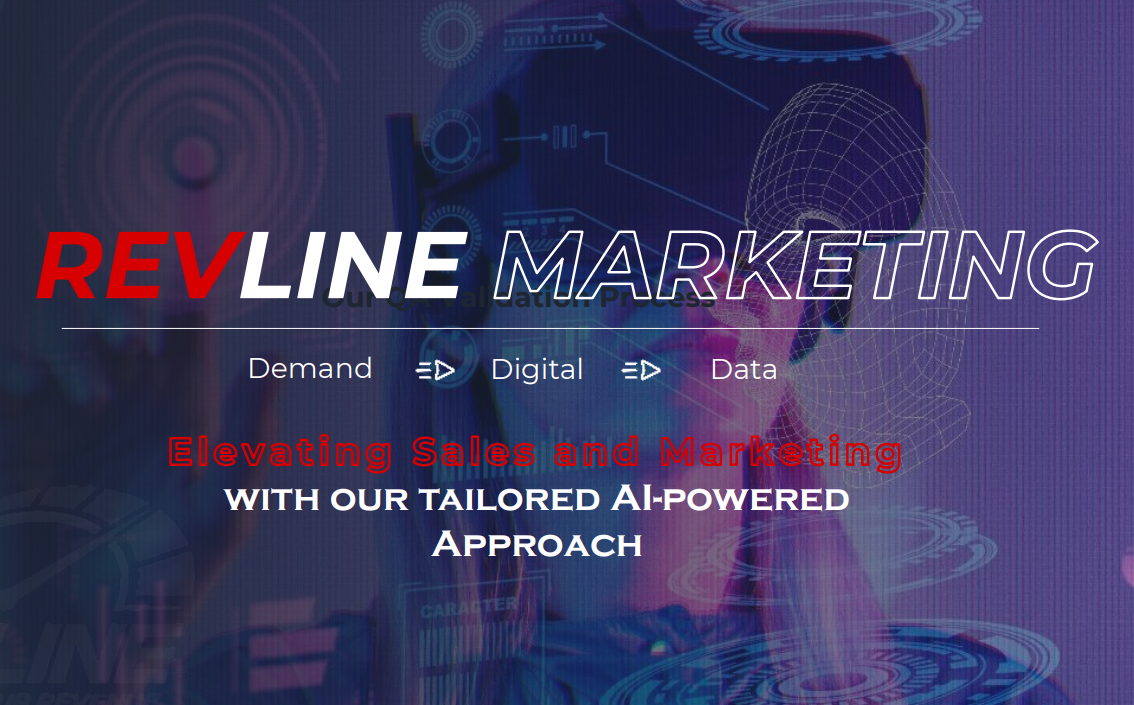 REVLINE MARKETING
Our Qualification Process
Demand Digital Data
Elevating Sales and Marketing
WITH OUR TAILORED AI-POWERED
APPROACH
CARACTER
LINE